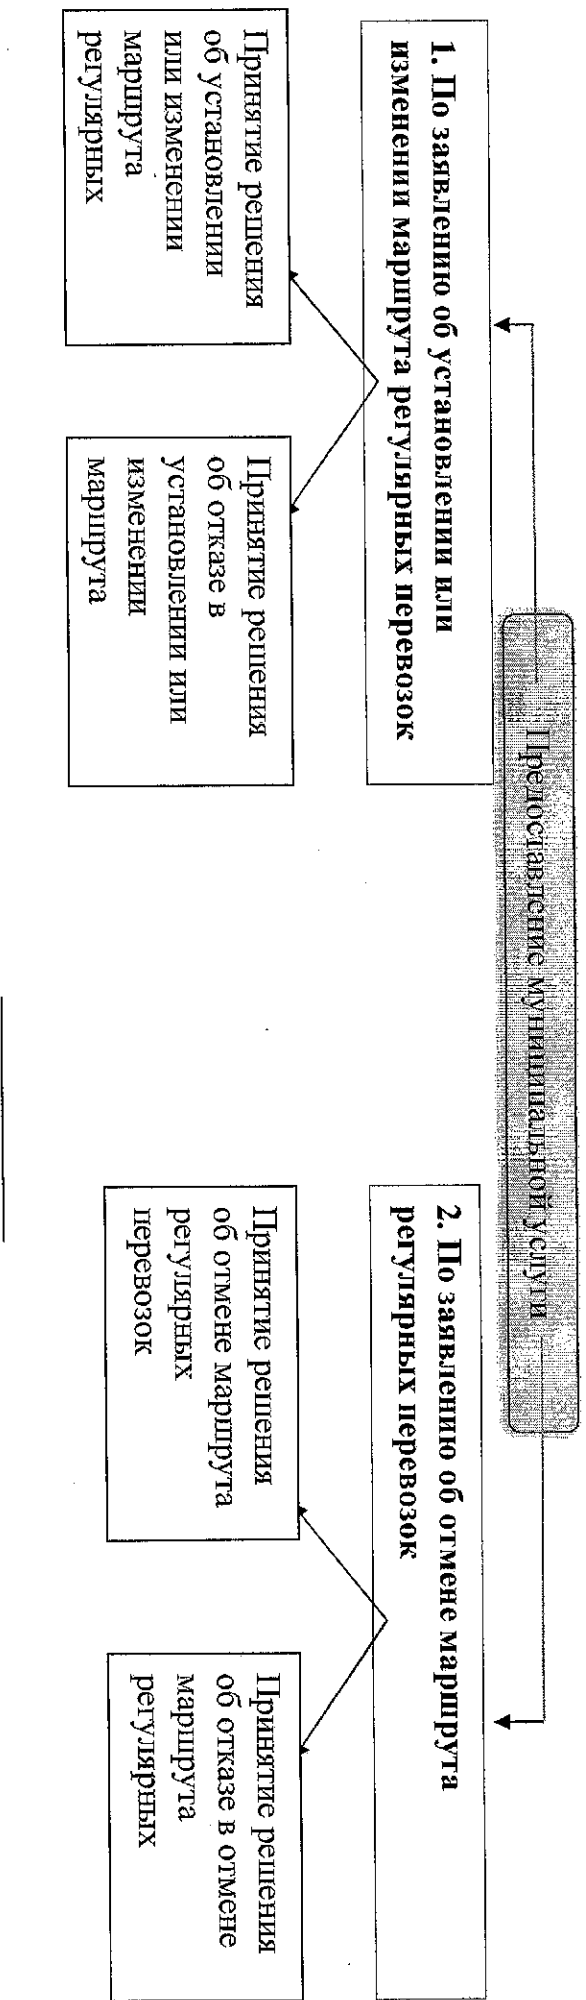 Предоставление муниципальной услуги
1. По заявлению об установлении или
изменении маршрута регулярных перевозок
Принятие решения
об установлении
или изменении
маршрута
регулярных
Принятие решения
об отказе в
установлении или
изменении
маршрута
2. По заявлению об отмене маршрута
регулярных перевозок
Принятие решения
об отмене маршрута
регулярных
перевозок
Принятие решения
об отказе в отмене
маршрута
регулярных